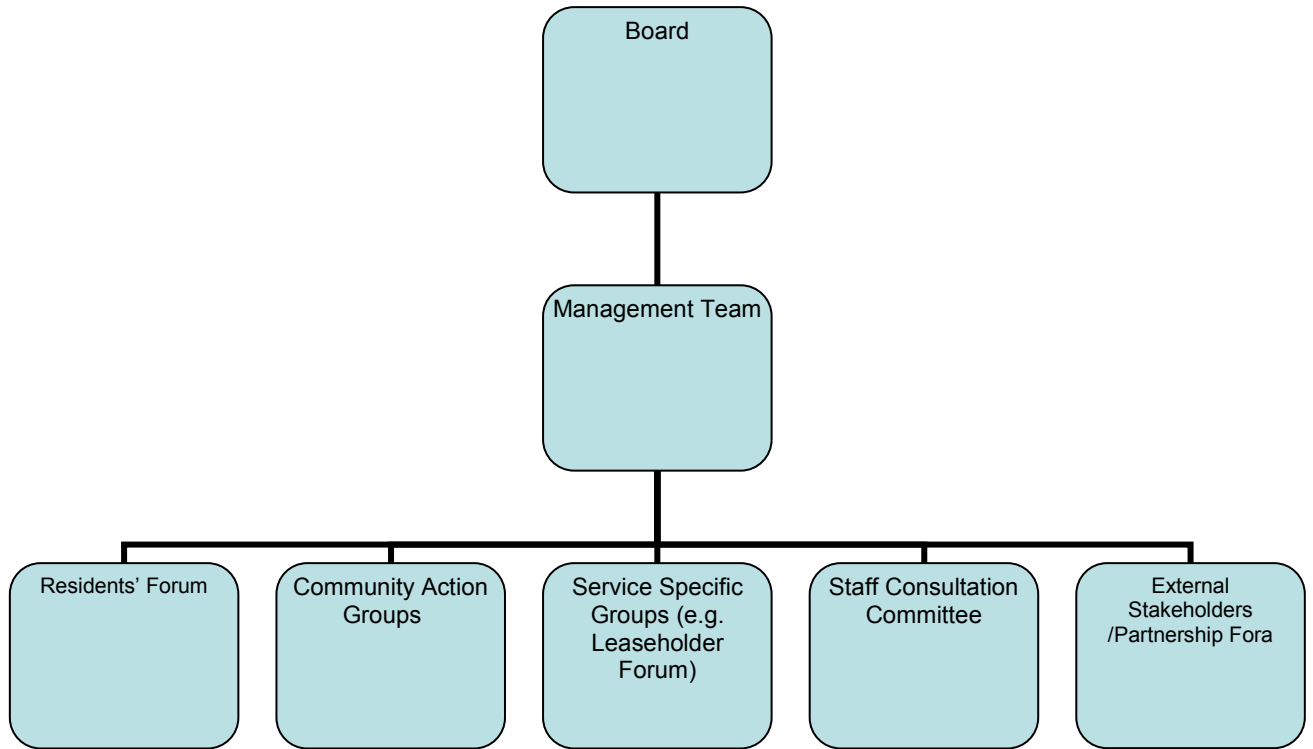 Board
Management Team
Residents’ Forum
Community Action
Groups
Service Specific
Groups (e.g.
Leaseholder
Forum)
Staff Consultation
Committee
External
Stakeholders
/Partnership Fora